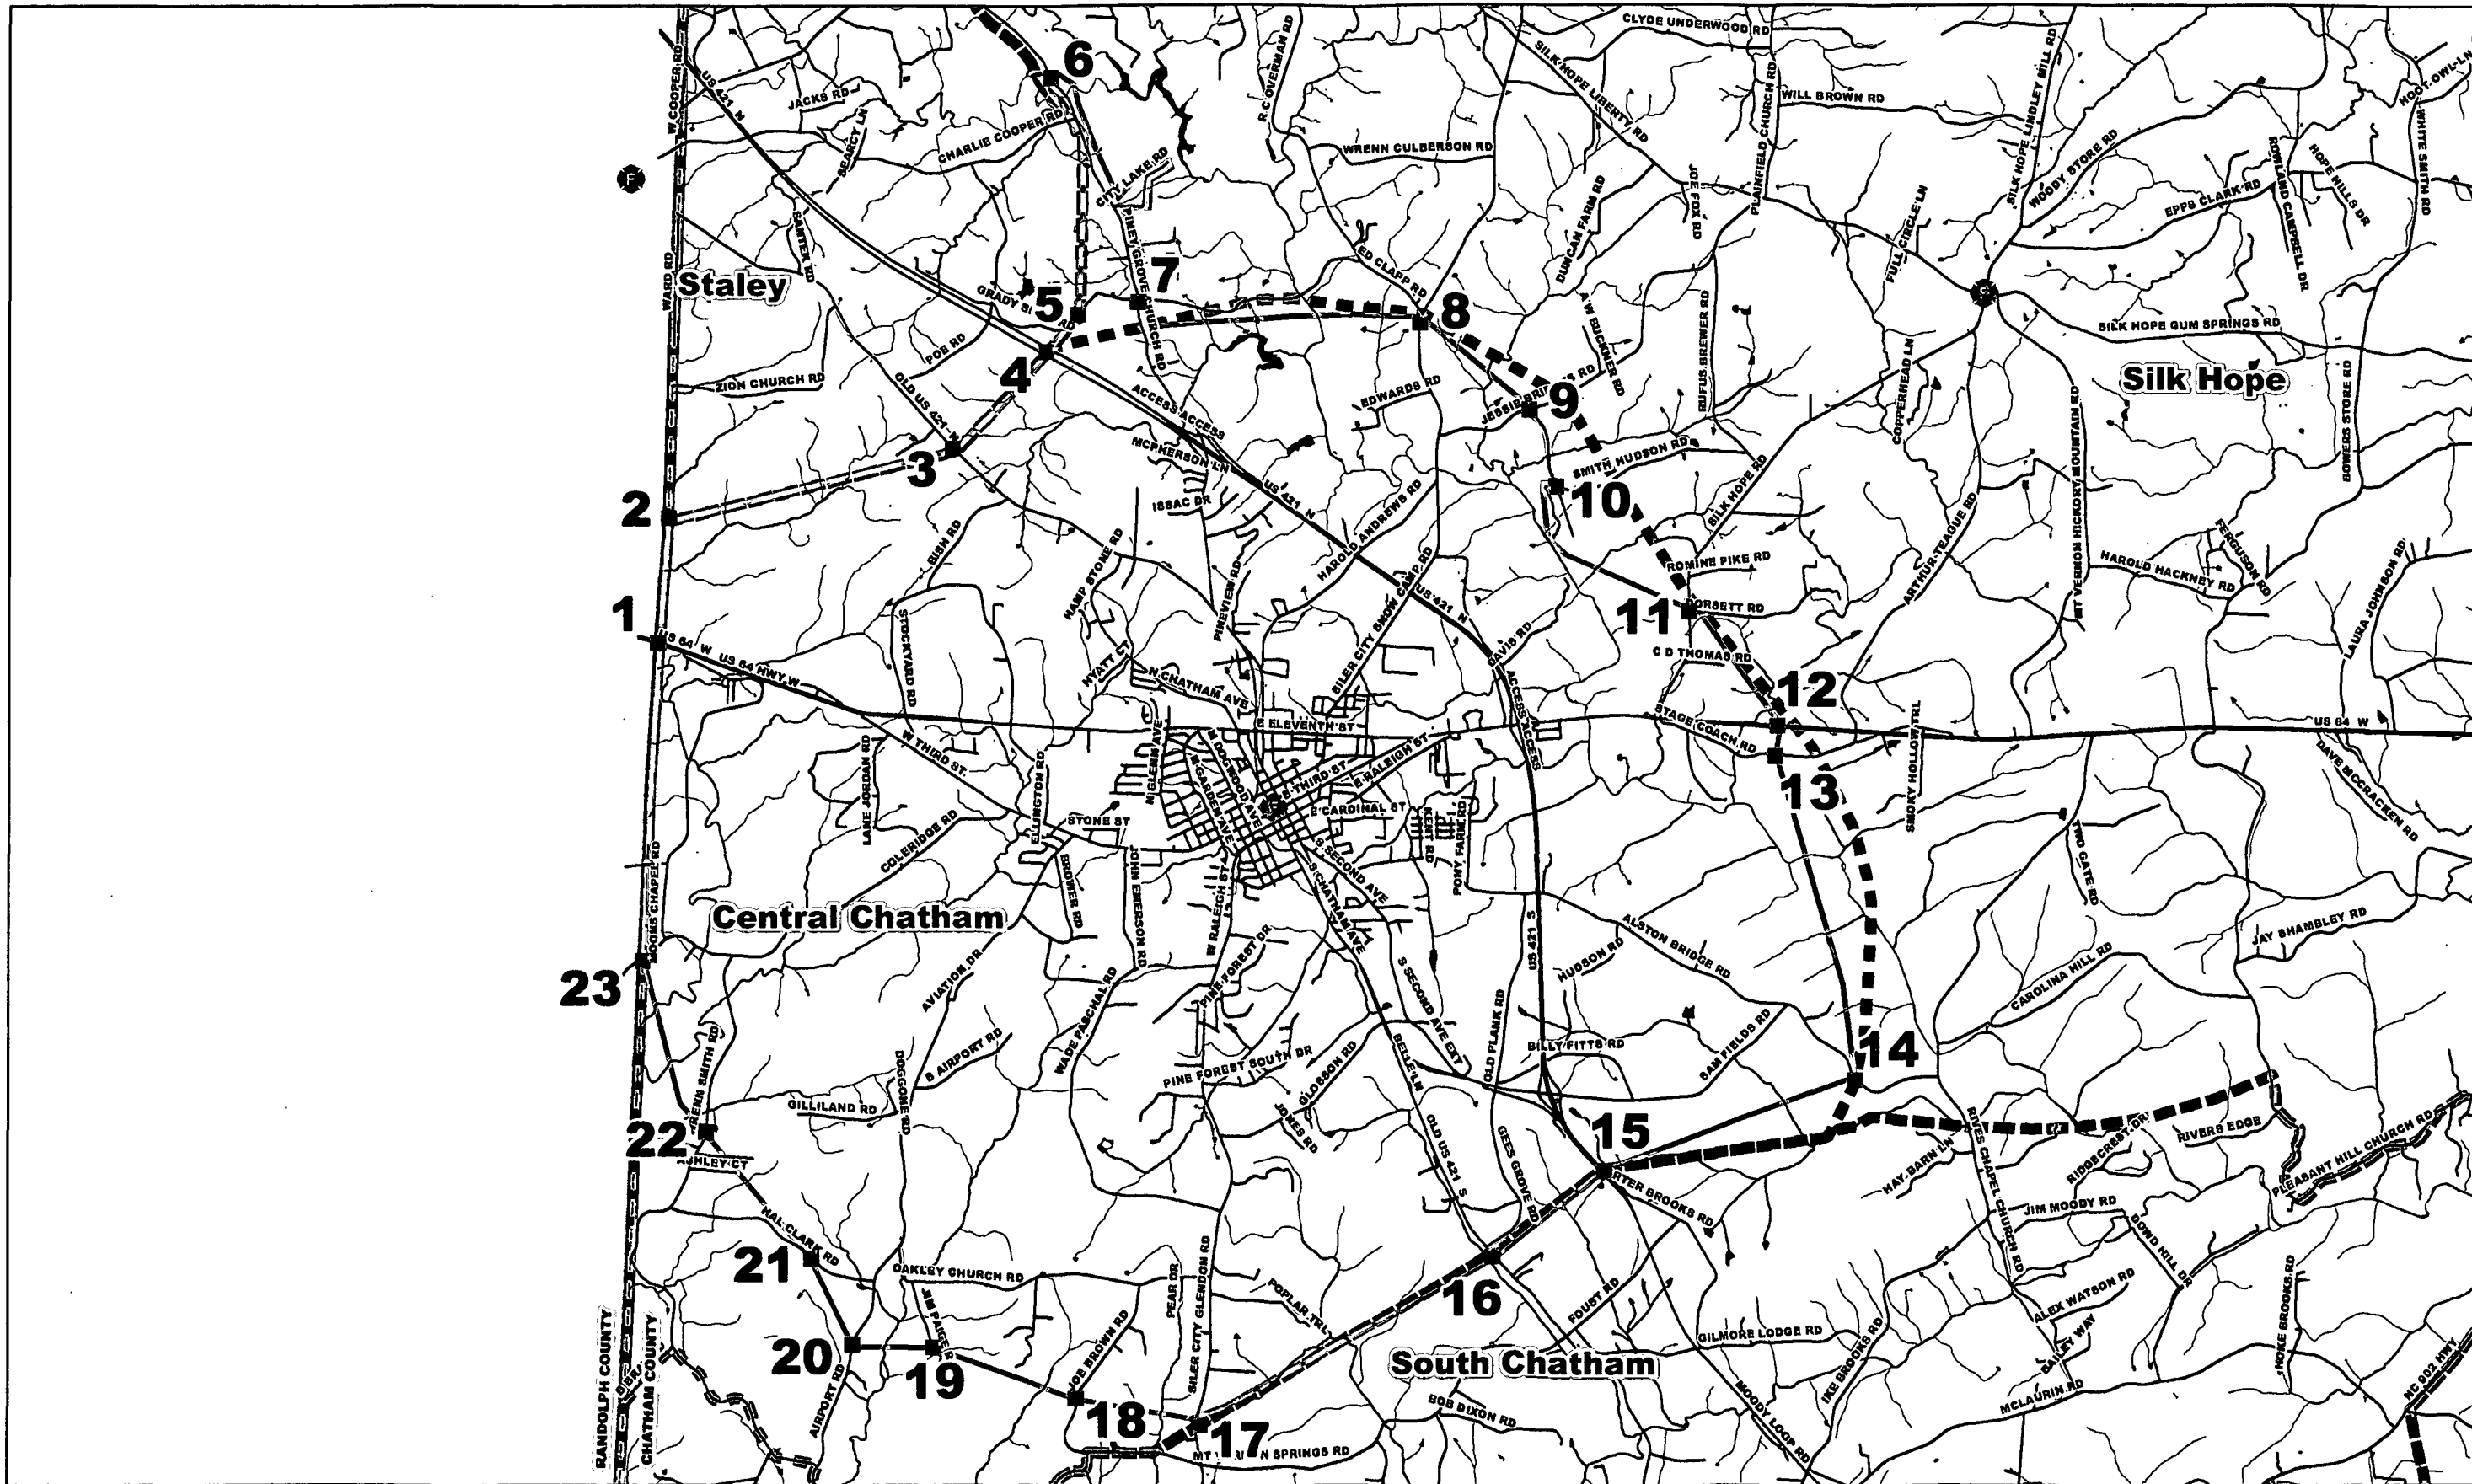 CLYDE UNDERWOOD RD
W COOPER RD
US 421 N
6
JACKS RD
SEARCY LN
CHARLIE COOPER RD
R C OVERMAN RD
SILK HOPE LIBERTY RD
PLAINFIELD CHURCH RD
WILL BROWN RD
SILK HOPE LINDLEY MILL RD
WOODY STORE RD
HOOT OWL LN
WHITE SMITH RD
WRENN CULBERSON RD
CITY LAKE RD
F
JOE FOX RD
DUNCAN FARM RD
FULL CIRCLE LN
EPPS CLARK RD
ROWLAND CAMPBELL DR
HOPE HILLS DR
SAWTEK RD
PINEY GROVE CHURCH RD
WARD RD
Staley
7
5
ED CLAPP RD
8
A W BUCKNER RD
RUFUS BREWER RD
SILK HOPE GUM SPRINGS RD
Silk Hope
POE RD
4
ZION CHURCH RD
OLD US 421 N
ACCESS ACCESS
EDWARDS RD
9
COPPERHEAD LN
MT VERNON HICKORY MOUNTAIN RD
BOWERS STORE RD
MCPHERSON LN
3
SMITH HUDSON RD
SILK HOPE RD
2
ISSAC DR
US 421 N
10
HAROLD ANDREWS RD
BISH RD
HAMP STONE RD
PINEVIEW RD
SILER CITY SNOW CAMP RD
US 421 N
ROMINE PIKE RD
ARTHUR TEAGUE RD
HAROLD HACKNEY RD
FERGUSON RD
LAURA JOHNSON RD
1
11
DORSETT RD
US 64 W
US 64 HWY W
STOCKYARD RD
HYATT CT
N CHATHAM AVE
DAVIS RD
C D THOMAS RD
12
ACCESS ACCESS
E ELEVENTH ST
STAGE COACH RD
US 64 W
W THIRD ST
LANE JORDAN RD
ELLINGTON RD
N GLENN AVE
N DOGWOOD AVE
N GARDEN AVE
E THIRD ST
E RALEIGH ST
SMOKY HOLLOW TRL
DAVE MCCRACKEN RD
13
STONE ST
E CARDINAL ST
KENT RD
PONY FARM RD
COLERIDGE RD
BROWER RD
JOHN EMERSON RD
MOONS CHAPEL RD
S SECOND AVE
S CHATHAM AVE
W RALEIGH ST
TWO GATE RD
Central Chatham
US 421 S
ALSTON BRIDGE RD
JAY SHAMBLEY RD
HUDSON RD
PINE FOREST DR
CAROLINA HILL RD
23
AVIATION DR
WADE PASCHAL RD
S SECOND AVE EXT
OLD PLANK RD
14
S AIRPORT RD
BELLE LN
BILLY FITTS RD
SAM FIELDS RD
PINE FOREST SOUTH DR
GLOSSON RD
GILLILAND RD
DOGGONE RD
JONES RD
22
OLD US 421 S
GEES GROVE RD
15
RIVES CHAPEL CHURCH RD
HAY BARN LN
RIDGECREST DR
RIVERS EDGE
PLEASANT HILL CHURCH RD
JIM MOODY RD
HAL CLARK RD
21
OAKLEY CHURCH RD
PEAR DR
SILER CITY GLENDON RD
POPLAR TRL
16
FOUST RD
DOWD HILL DR
ALEX WATSON RD
BAILEY WAY
HOKE BROOKS RD
RANDOLPH COUNTY
CHATHAM COUNTY
20
19
JOE BROWN RD
South Chatham
GILMORE LODGE RD
IKE BROOKS RD
MOODY LOOP RD
MCLAURIN RD
NC 902 HWY
AIRPORT RD
18
17
BOB DIXON RD